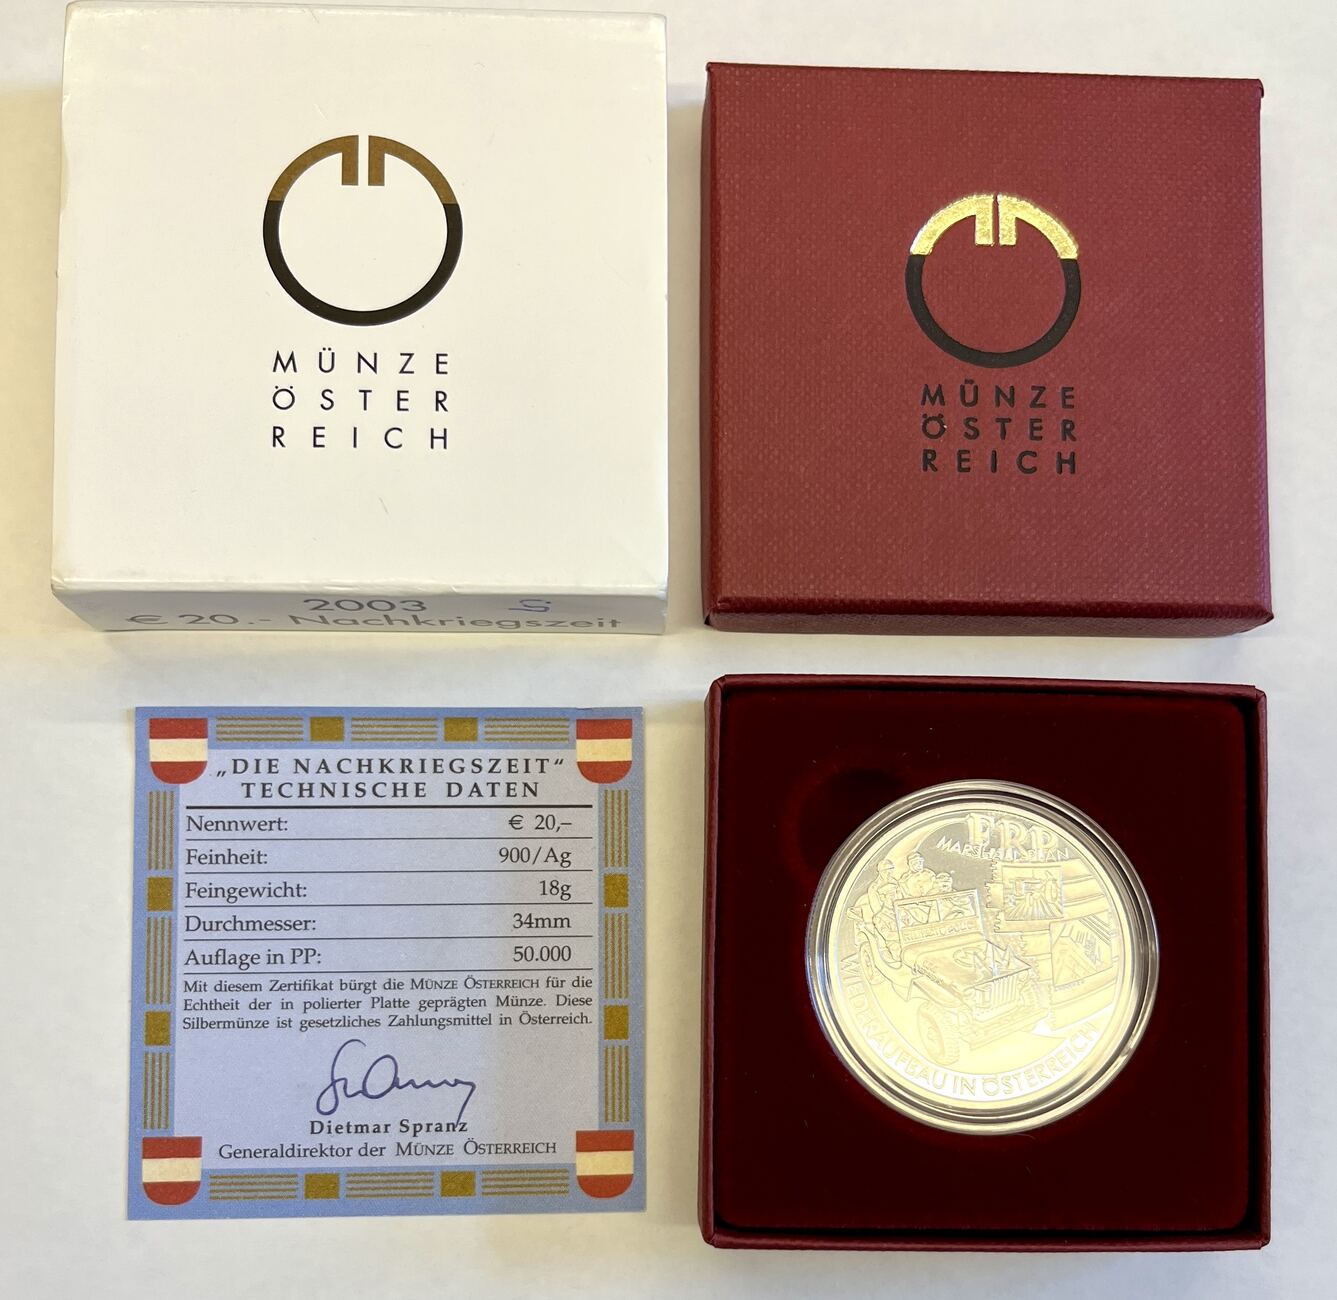 MÜNZE
ÖSTER
REICH
2003
€ 20.- Nachkriegszeit
MÜNZE
ÖSTER
REICH
„DIE NACHKRIEGSZEIT“
TECHNISCHE DATEN
Nennwert: € 20,–
Feinheit: 900/Ag
Feingewicht: 18g
Durchmesser: 34mm
Auflage in PP: 50.000
Mit diesem Zertifikat bürgt die MÜNZE ÖSTERREICH für die
Echtheit der in polierter Platte geprägten Münze. Diese
Silbermünze ist gesetzliches Zahlungsmittel in Österreich.
Dietmar Spranz
Generaldirektor der MÜNZE ÖSTERREICH
ERP
MARSHALL-PLAN
WIEDERAUFBAU IN ÖSTERREICH